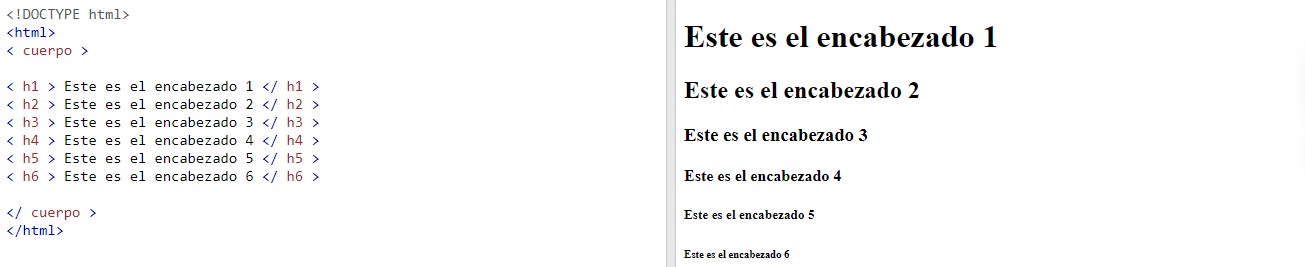 <!DOCTYPE html>
<html>
< cuerpo >
< h1 > Este es el encabezado 1 </ h1 >
< h2 > Este es el encabezado 2 </ h2 >
< h3 > Este es el encabezado 3 </ h3 >
< h4 > Este es el encabezado 4 </ h4 >
< h5 > Este es el encabezado 5 </ h5 >
< h6 > Este es el encabezado 6 </ h6 >
</ cuerpo >
</html>
Este es el encabezado 1
Este es el encabezado 2
Este es el encabezado 3
Este es el encabezado 4
Este es el encabezado 5
Este es el encabezado 6